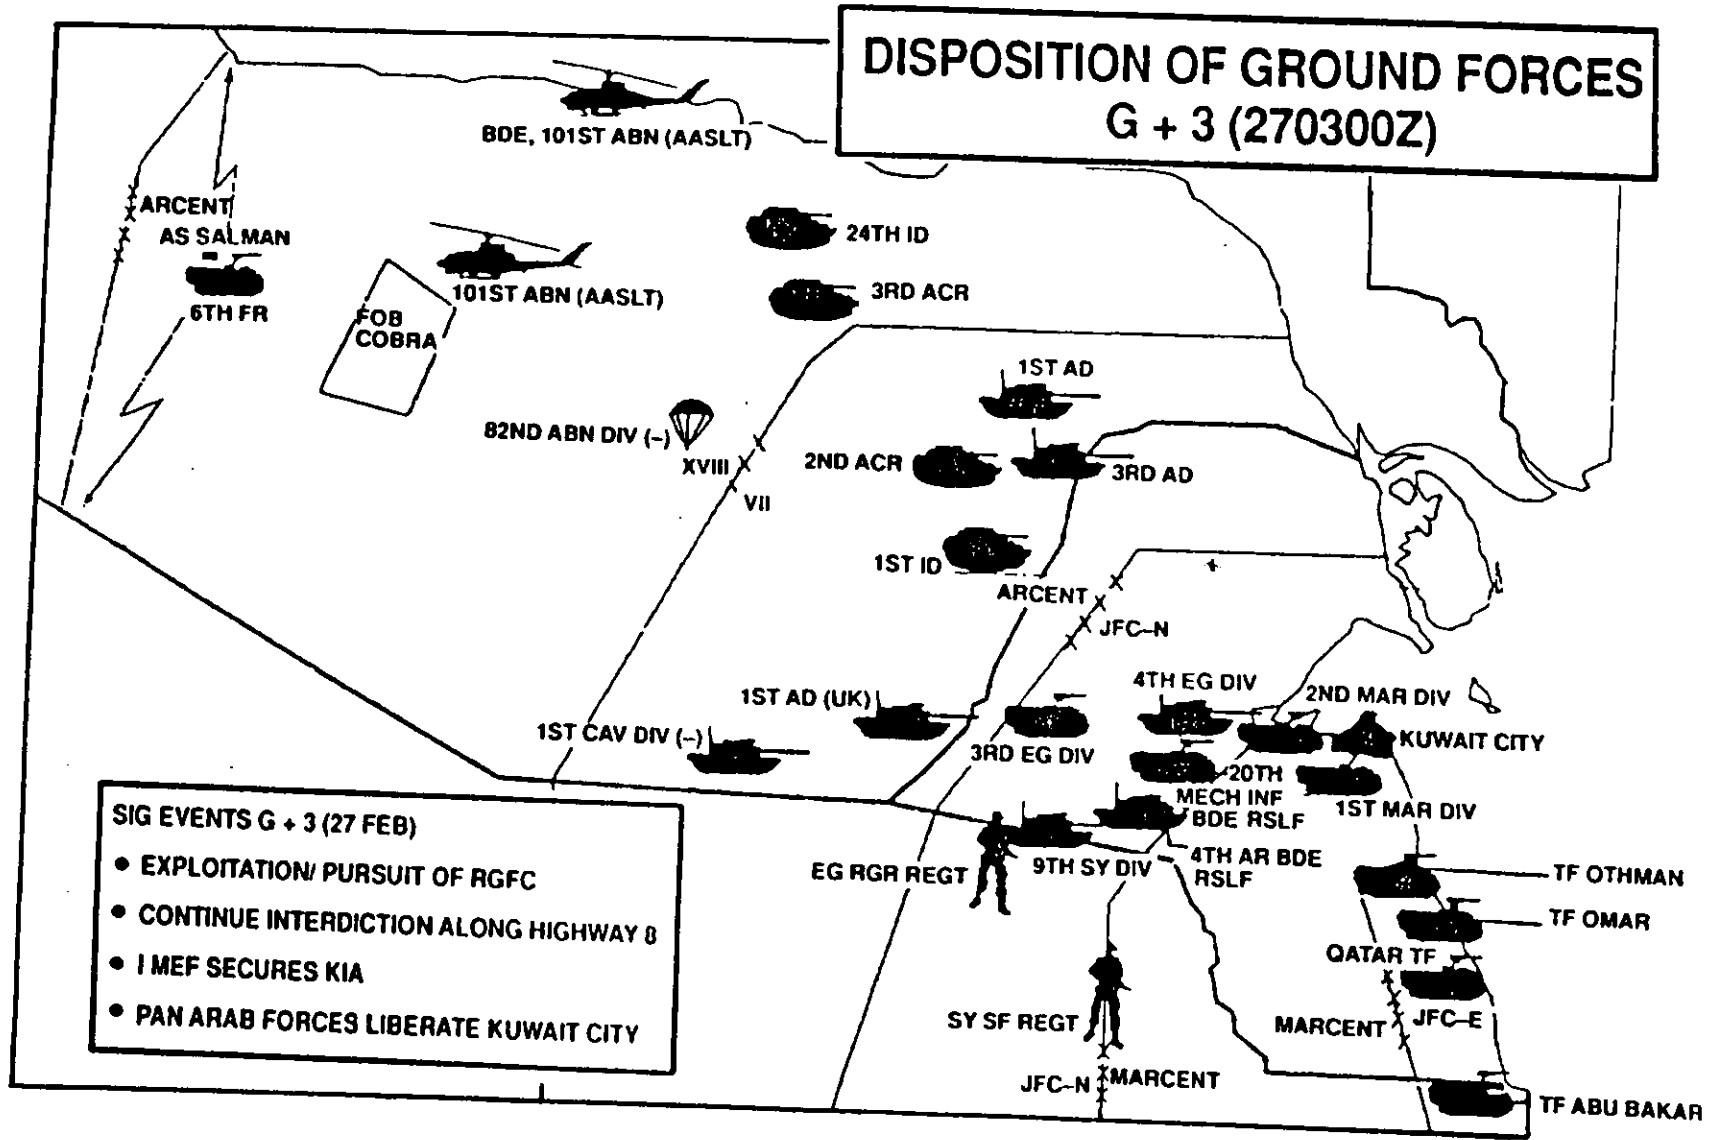 DISPOSITION OF GROUND FORCES
G + 3 (270300Z)
BDE, 101ST ABN (AASLT)
ARCENT
AS SALMAN
6TH FR
FOB
COBRA
101ST ABN (AASLT)
24TH ID
3RD ACR
1ST AD
82ND ABN DIV (–)
XVIII
VII
2ND ACR
3RD AD
1ST ID
ARCENT
JFC–N
4TH EG DIV
2ND MAR DIV
1ST AD (UK)
1ST CAV DIV (–)
3RD EG DIV
KUWAIT CITY
20TH
MECH INF
BDE RSLF
1ST MAR DIV
EG RGR REGT
9TH SY DIV
4TH AR BDE
RSLF
TF OTHMAN
TF OMAR
QATAR TF
SY SF REGT
MARCENT
JFC–E
JFC–N
MARCENT
TF ABU BAKAR
SIG EVENTS G + 3 (27 FEB)
• EXPLOITATION/ PURSUIT OF RGFC
• CONTINUE INTERDICTION ALONG HIGHWAY 8
• I MEF SECURES KIA
• PAN ARAB FORCES LIBERATE KUWAIT CITY